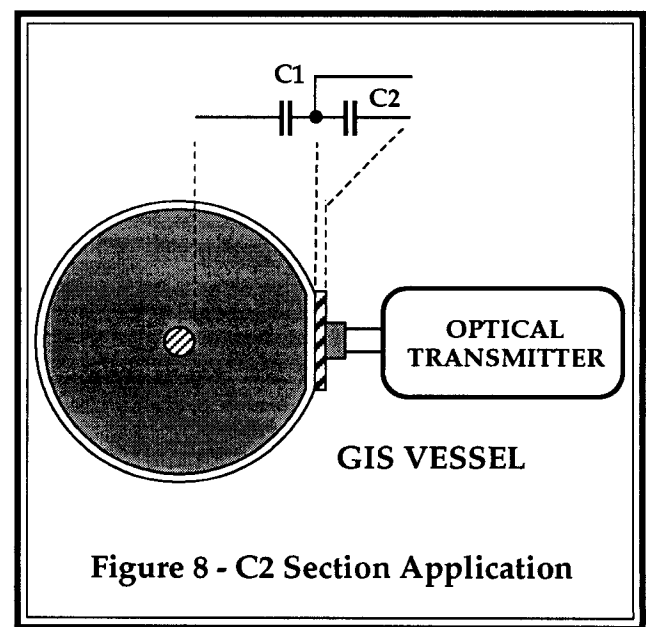 C1
C2
OPTICAL
TRANSMITTER
GIS VESSEL
Figure 8 - C2 Section Application